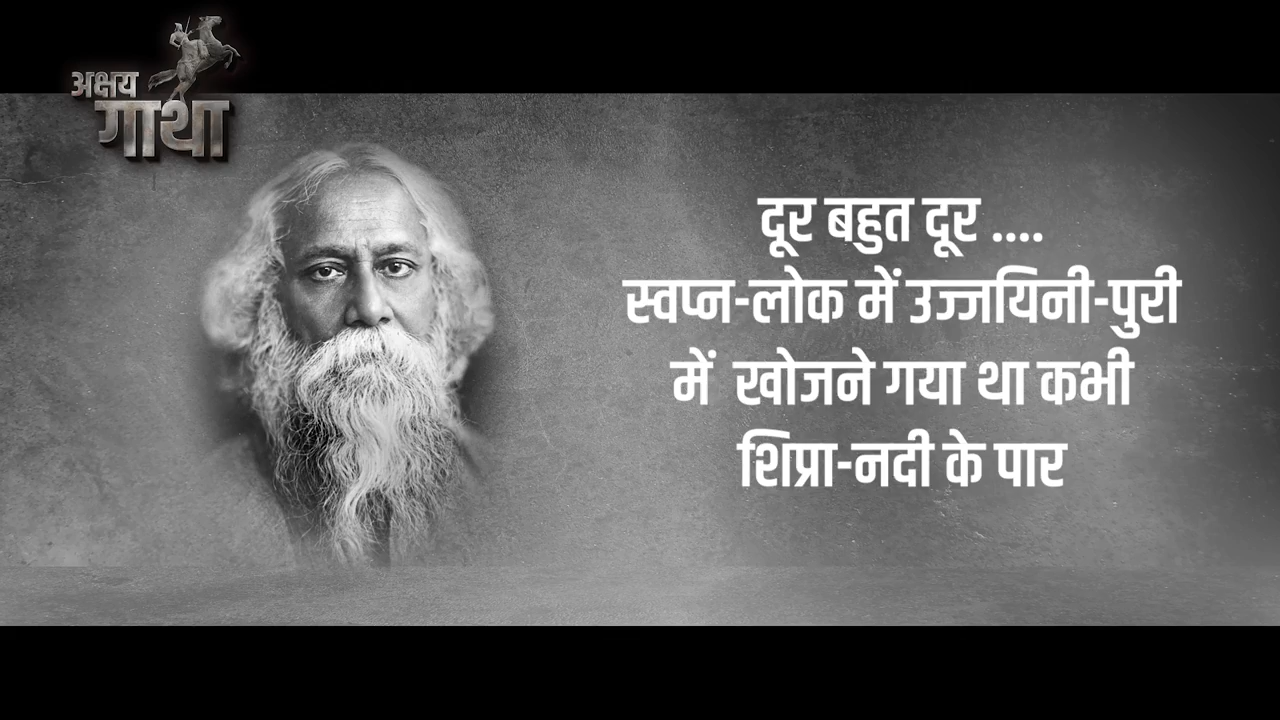 अक्षय
गाथा
दूर बहुत दूर ....
स्वप्न-लोक में उज्जयिनी-पुरी
में खोजने गया था कभी
शिप्रा-नदी के पार